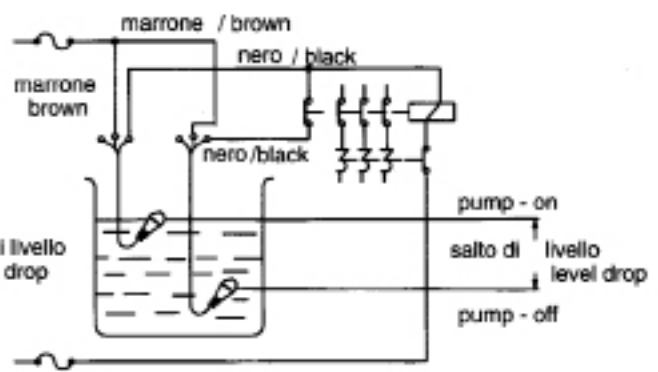 marrone / brown
nero / black
marrone
brown
nero/black
pump - on
i livello
drop
salto di livello
level drop
pump - off